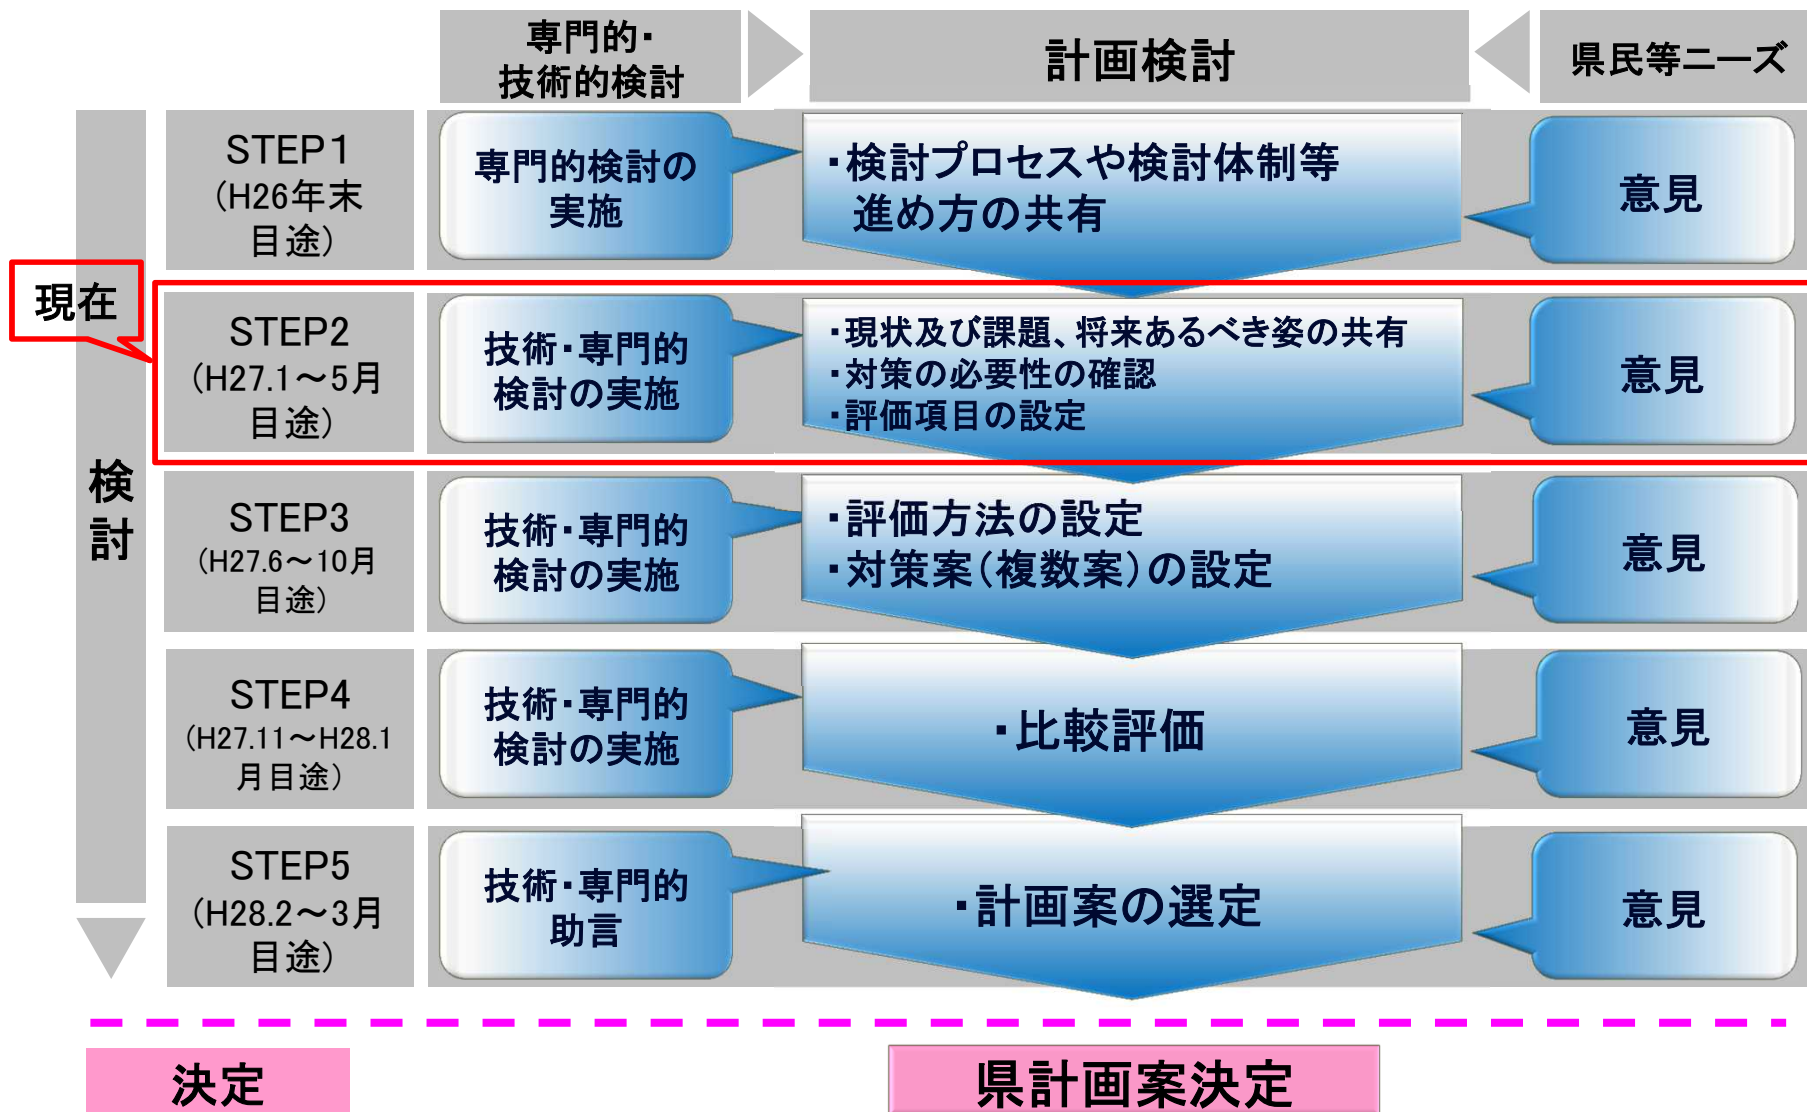 専門的・
技術的検討
計画検討
県民等ニーズ
STEP1
(H26年末
目途)
専門的検討の
実施
・検討プロセスや検討体制等
進め方の共有
意見
現在
STEP2
(H27.1～5月
目途)
技術・専門的
検討の実施
・現状及び課題、将来あるべき姿の共有
・対策の必要性の確認
・評価項目の設定
意見
検
討
STEP3
(H27.6～10月
目途)
技術・専門的
検討の実施
・評価方法の設定
・対策案(複数案)の設定
意見
STEP4
(H27.11～H28.1
月目途)
技術・専門的
検討の実施
・比較評価
意見
STEP5
(H28.2～3月
目途)
技術・専門的
助言
・計画案の選定
意見
決定
県計画案決定